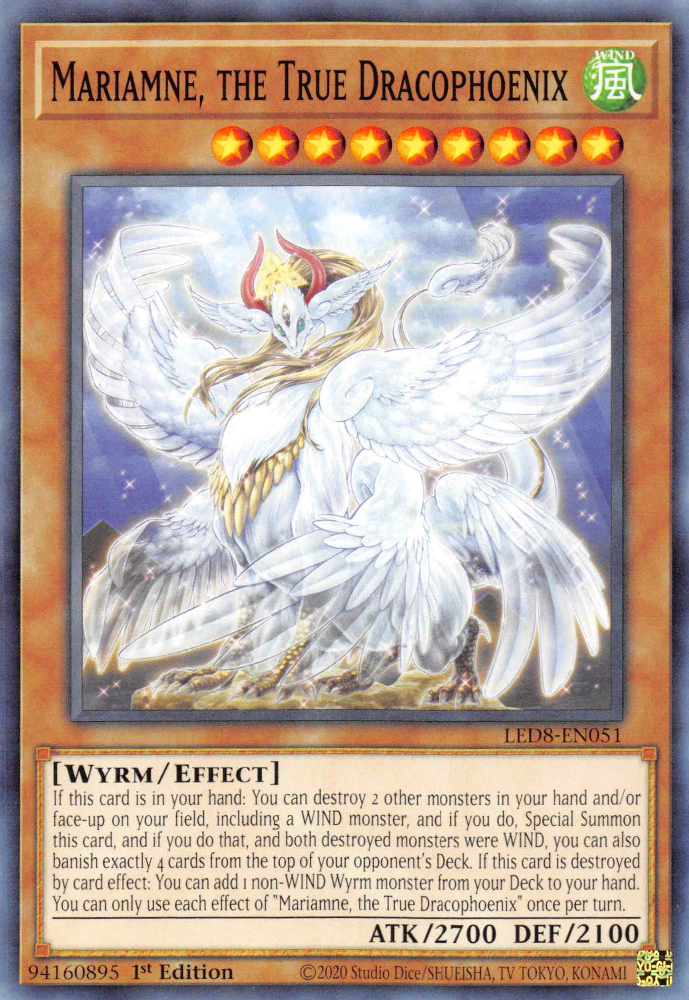 MARIAMNE, THE TRUE DRACOPHOENIX
WIND
風
LED8-EN051
[WYRM/EFFECT]
If this card is in your hand: You can destroy 2 other monsters in your hand and/or
face-up on your field, including a WIND monster, and if you do, Special Summon
this card, and if you do that, and both destroyed monsters were WIND, you can also
banish exactly 4 cards from the top of your opponent's Deck. If this card is destroyed
by card effect: You can add 1 non-WIND Wyrm monster from your Deck to your hand.
You can only use each effect of "Mariamne, the True Dracophoenix" once per turn.
ATK/2700 DEF/2100
94160895 1st Edition ©2020 Studio Dice/SHUEISHA, TV TOKYO, KONAMI